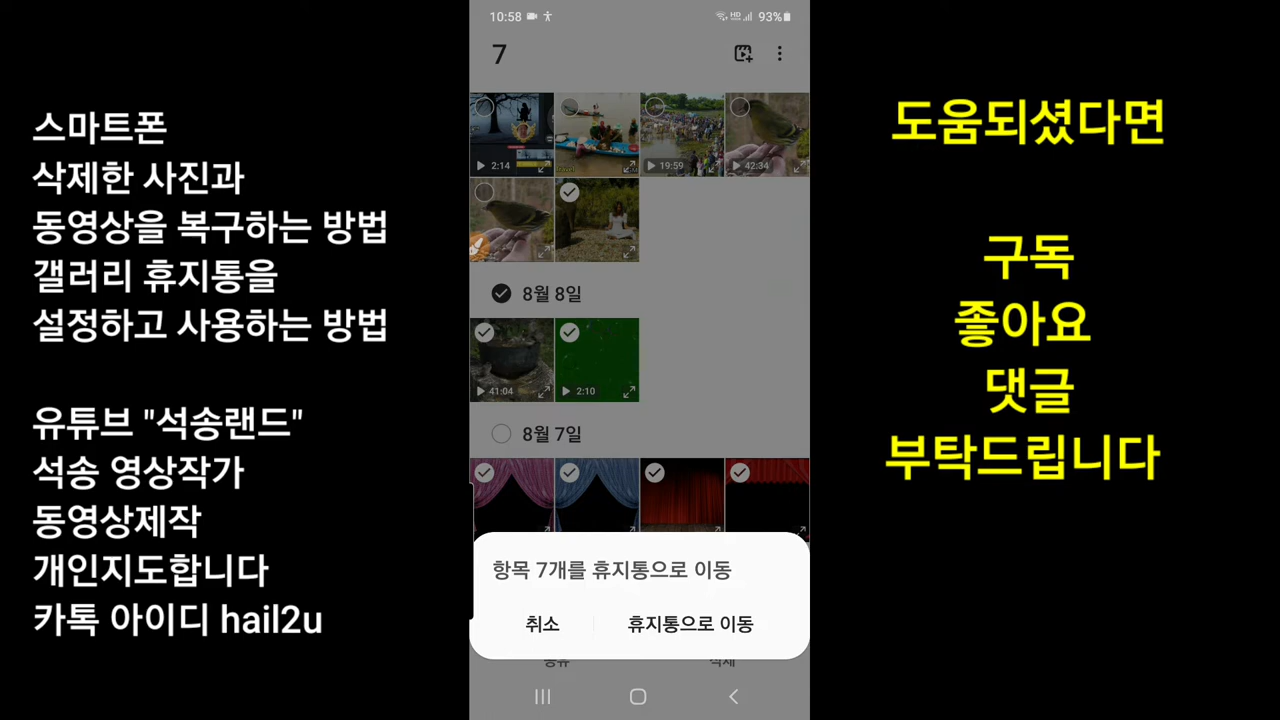 스마트폰
삭제한 사진과
동영상을 복구하는 방법
갤러리 휴지통을
설정하고 사용하는 방법
유튜브 "석송랜드"
석송 영상작가
동영상제작
개인지도합니다
카톡 아이디 hail2u
10:58
HD
93%
7
2:14
19:59
42:34
8월 8일
41:04
2:10
8월 7일
항목 7개를 휴지통으로 이동
취소
휴지통으로 이동
공유
삭제
도움되셨다면
구독
좋아요
댓글
부탁드립니다